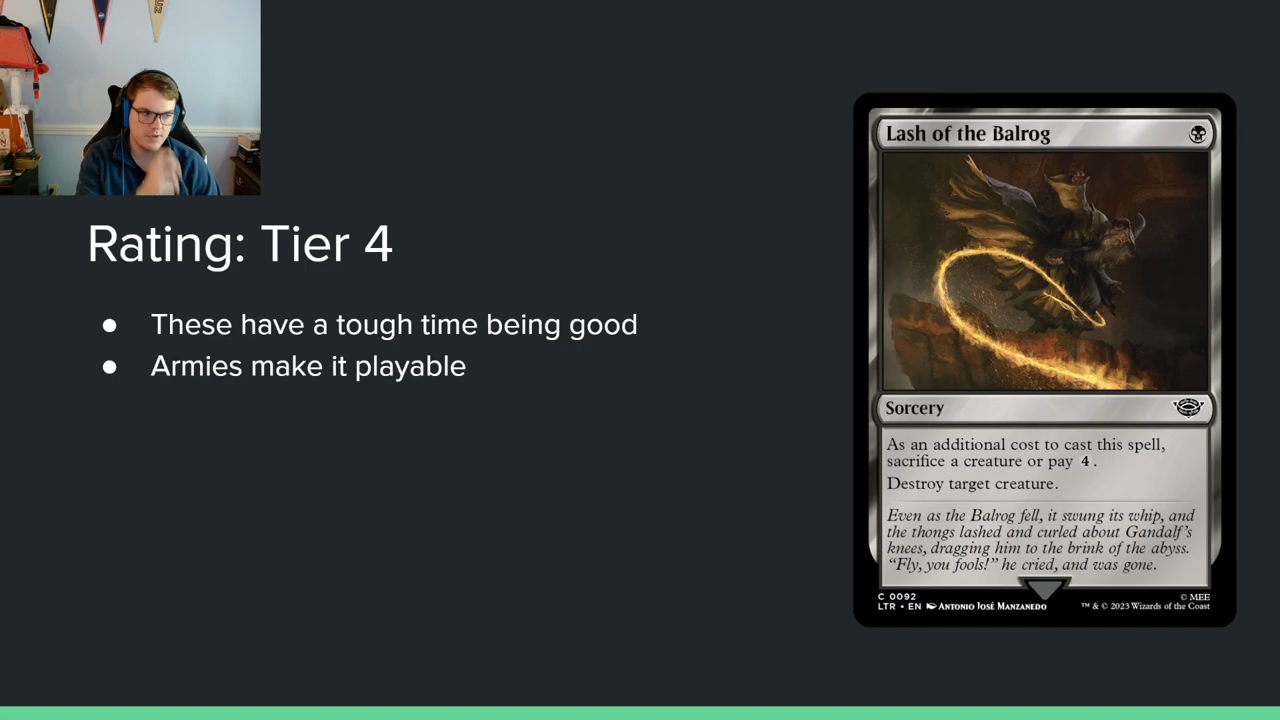 Rating: Tier 4
● These have a tough time being good
● Armies make it playable
Lash of the Balrog
Sorcery
As an additional cost to cast this spell,
sacrifice a creature or pay 4.
Destroy target creature.
Even as the Balrog fell, it swung its whip, and
the thongs lashed and curled about Gandalf's
knees, dragging him to the brink of the abyss.
“Fly, you fools!” he cried, and was gone.
C 0092
LTR • EN Antonio José Manzanedo
© MEE
™ & © 2023 Wizards of the Coast